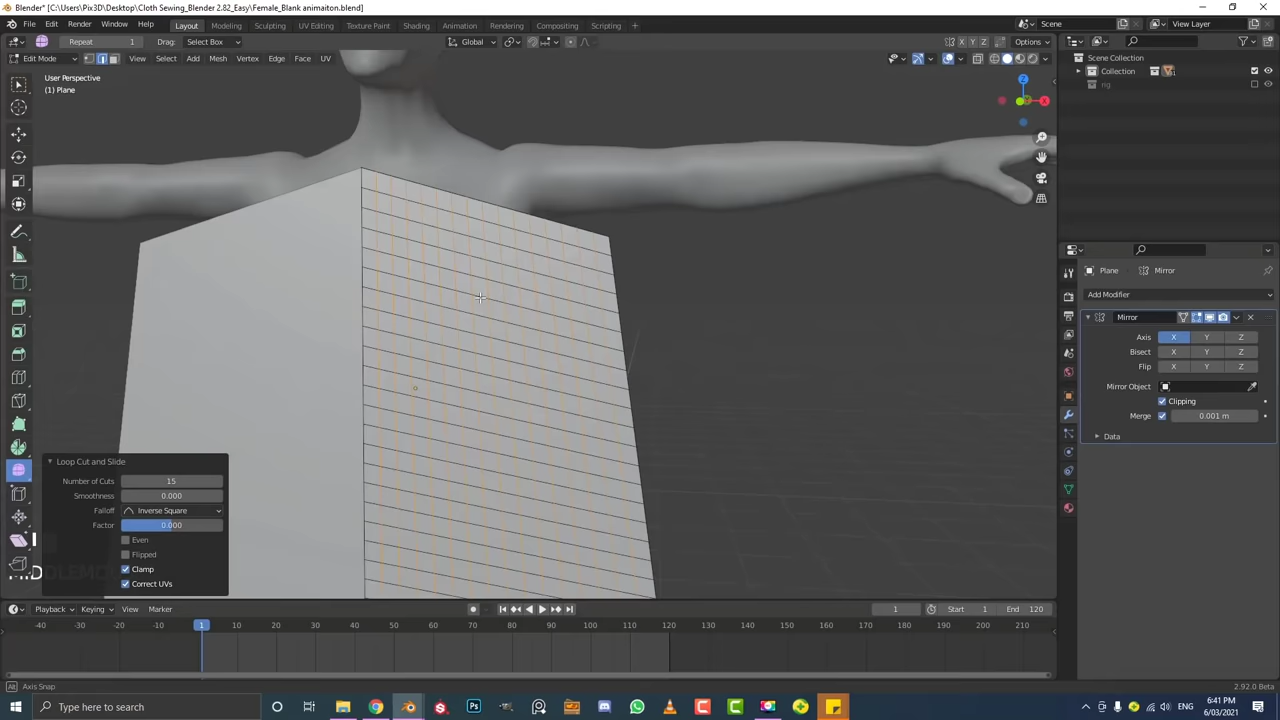 Blender* [C:\Users\Pix3D\Desktop\Cloth Sewing_Blender 2.82_Easy\Female_Blank animaiton.blend]
File Edit Render Window Help Layout Modeling Sculpting UV Editing Texture Paint Shading Animation Rendering Compositing Scripting + Scene View Layer
Repeat 1 Drag: Select Box Global X Y Z Options
Edit Mode View Select Add Mesh Vertex Edge Face UV
User Perspective
(1) Plane
Scene Collection
Collection
rig
Plane Mirror
Add Modifier
Mirror
Axis X Y Z
Bisect X Y Z
Flip X Y Z
Mirror Object
Clipping
Merge 0.001 m
Data
Loop Cut and Slide
Number of Cuts 15
Smoothness 0.000
Falloff Inverse Square
Factor 0.000
Even
Flipped
Clamp
Correct UVs
Playback Keying View Marker 1 Start 1 End 120
-40 -30 -20 -10 1 10 20 30 40 50 60 70 80 90 100 110 120 130 140 150 160 170 180 190 200 210
Alt Axis Snap 2.92.0 Beta
Type here to search
6:41 PM
6/03/2021